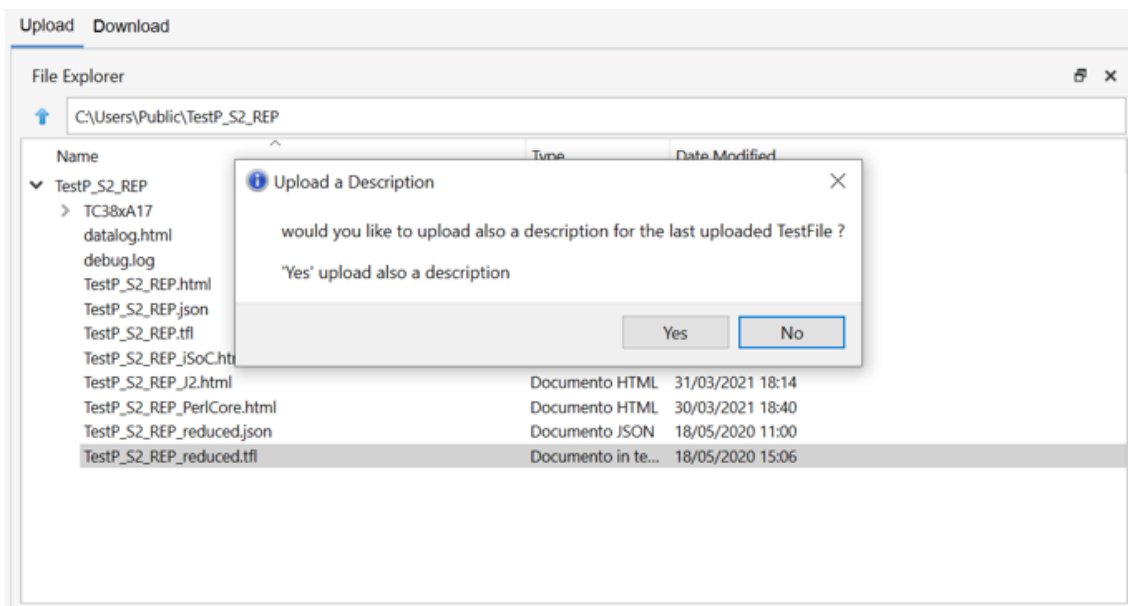 Upload Download
File Explorer
C:\Users\Public\TestP_S2_REP
Name Type Date Modified
TestP_S2_REP
TC38xA17
datalog.html
debug.log
TestP_S2_REP.html
TestP_S2_REP.json
TestP_S2_REP.tfl
TestP_S2_REP_iSoC.htm
TestP_S2_REP_J2.html Documento HTML 31/03/2021 18:14
TestP_S2_REP_PerlCore.html Documento HTML 30/03/2021 18:40
TestP_S2_REP_reduced.json Documento JSON 18/05/2020 11:00
TestP_S2_REP_reduced.tfl Documento in te... 18/05/2020 15:06
Upload a Description
would you like to upload also a description for the last uploaded TestFile ?
'Yes' upload also a description
Yes No